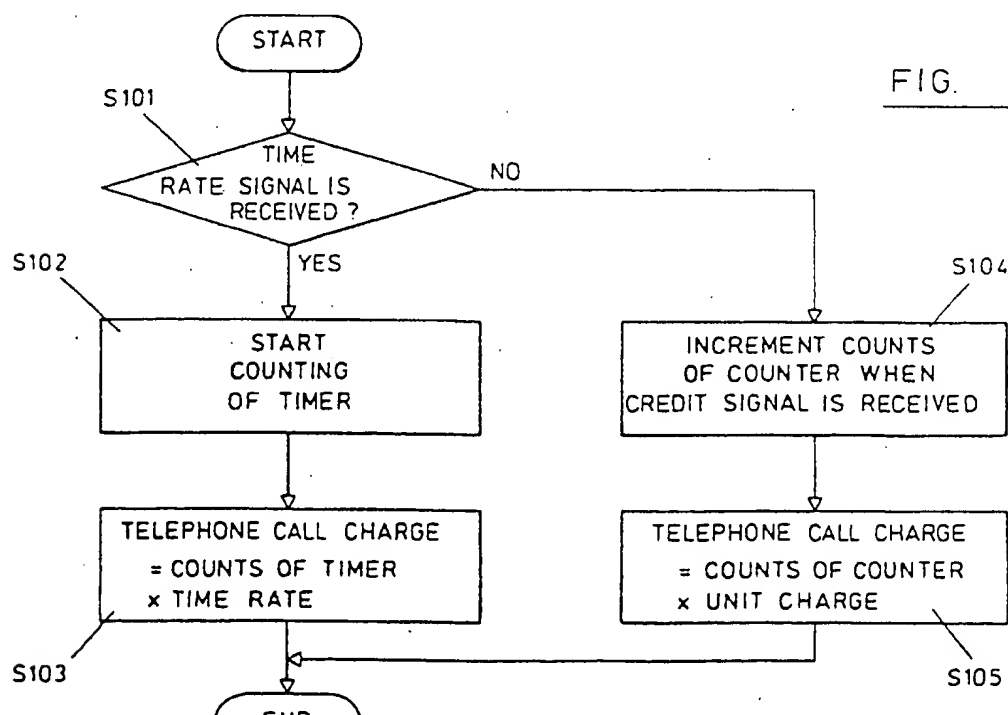 START
FIG.
S101
TIME
RATE SIGNAL IS
RECEIVED ?
NO
YES
S102
START
COUNTING
OF TIMER
S104
INCREMENT COUNTS
OF COUNTER WHEN
CREDIT SIGNAL IS RECEIVED
TELEPHONE CALL CHARGE
= COUNTS OF TIMER
x TIME RATE
S103
TELEPHONE CALL CHARGE
= COUNTS OF COUNTER
x UNIT CHARGE
S105
END